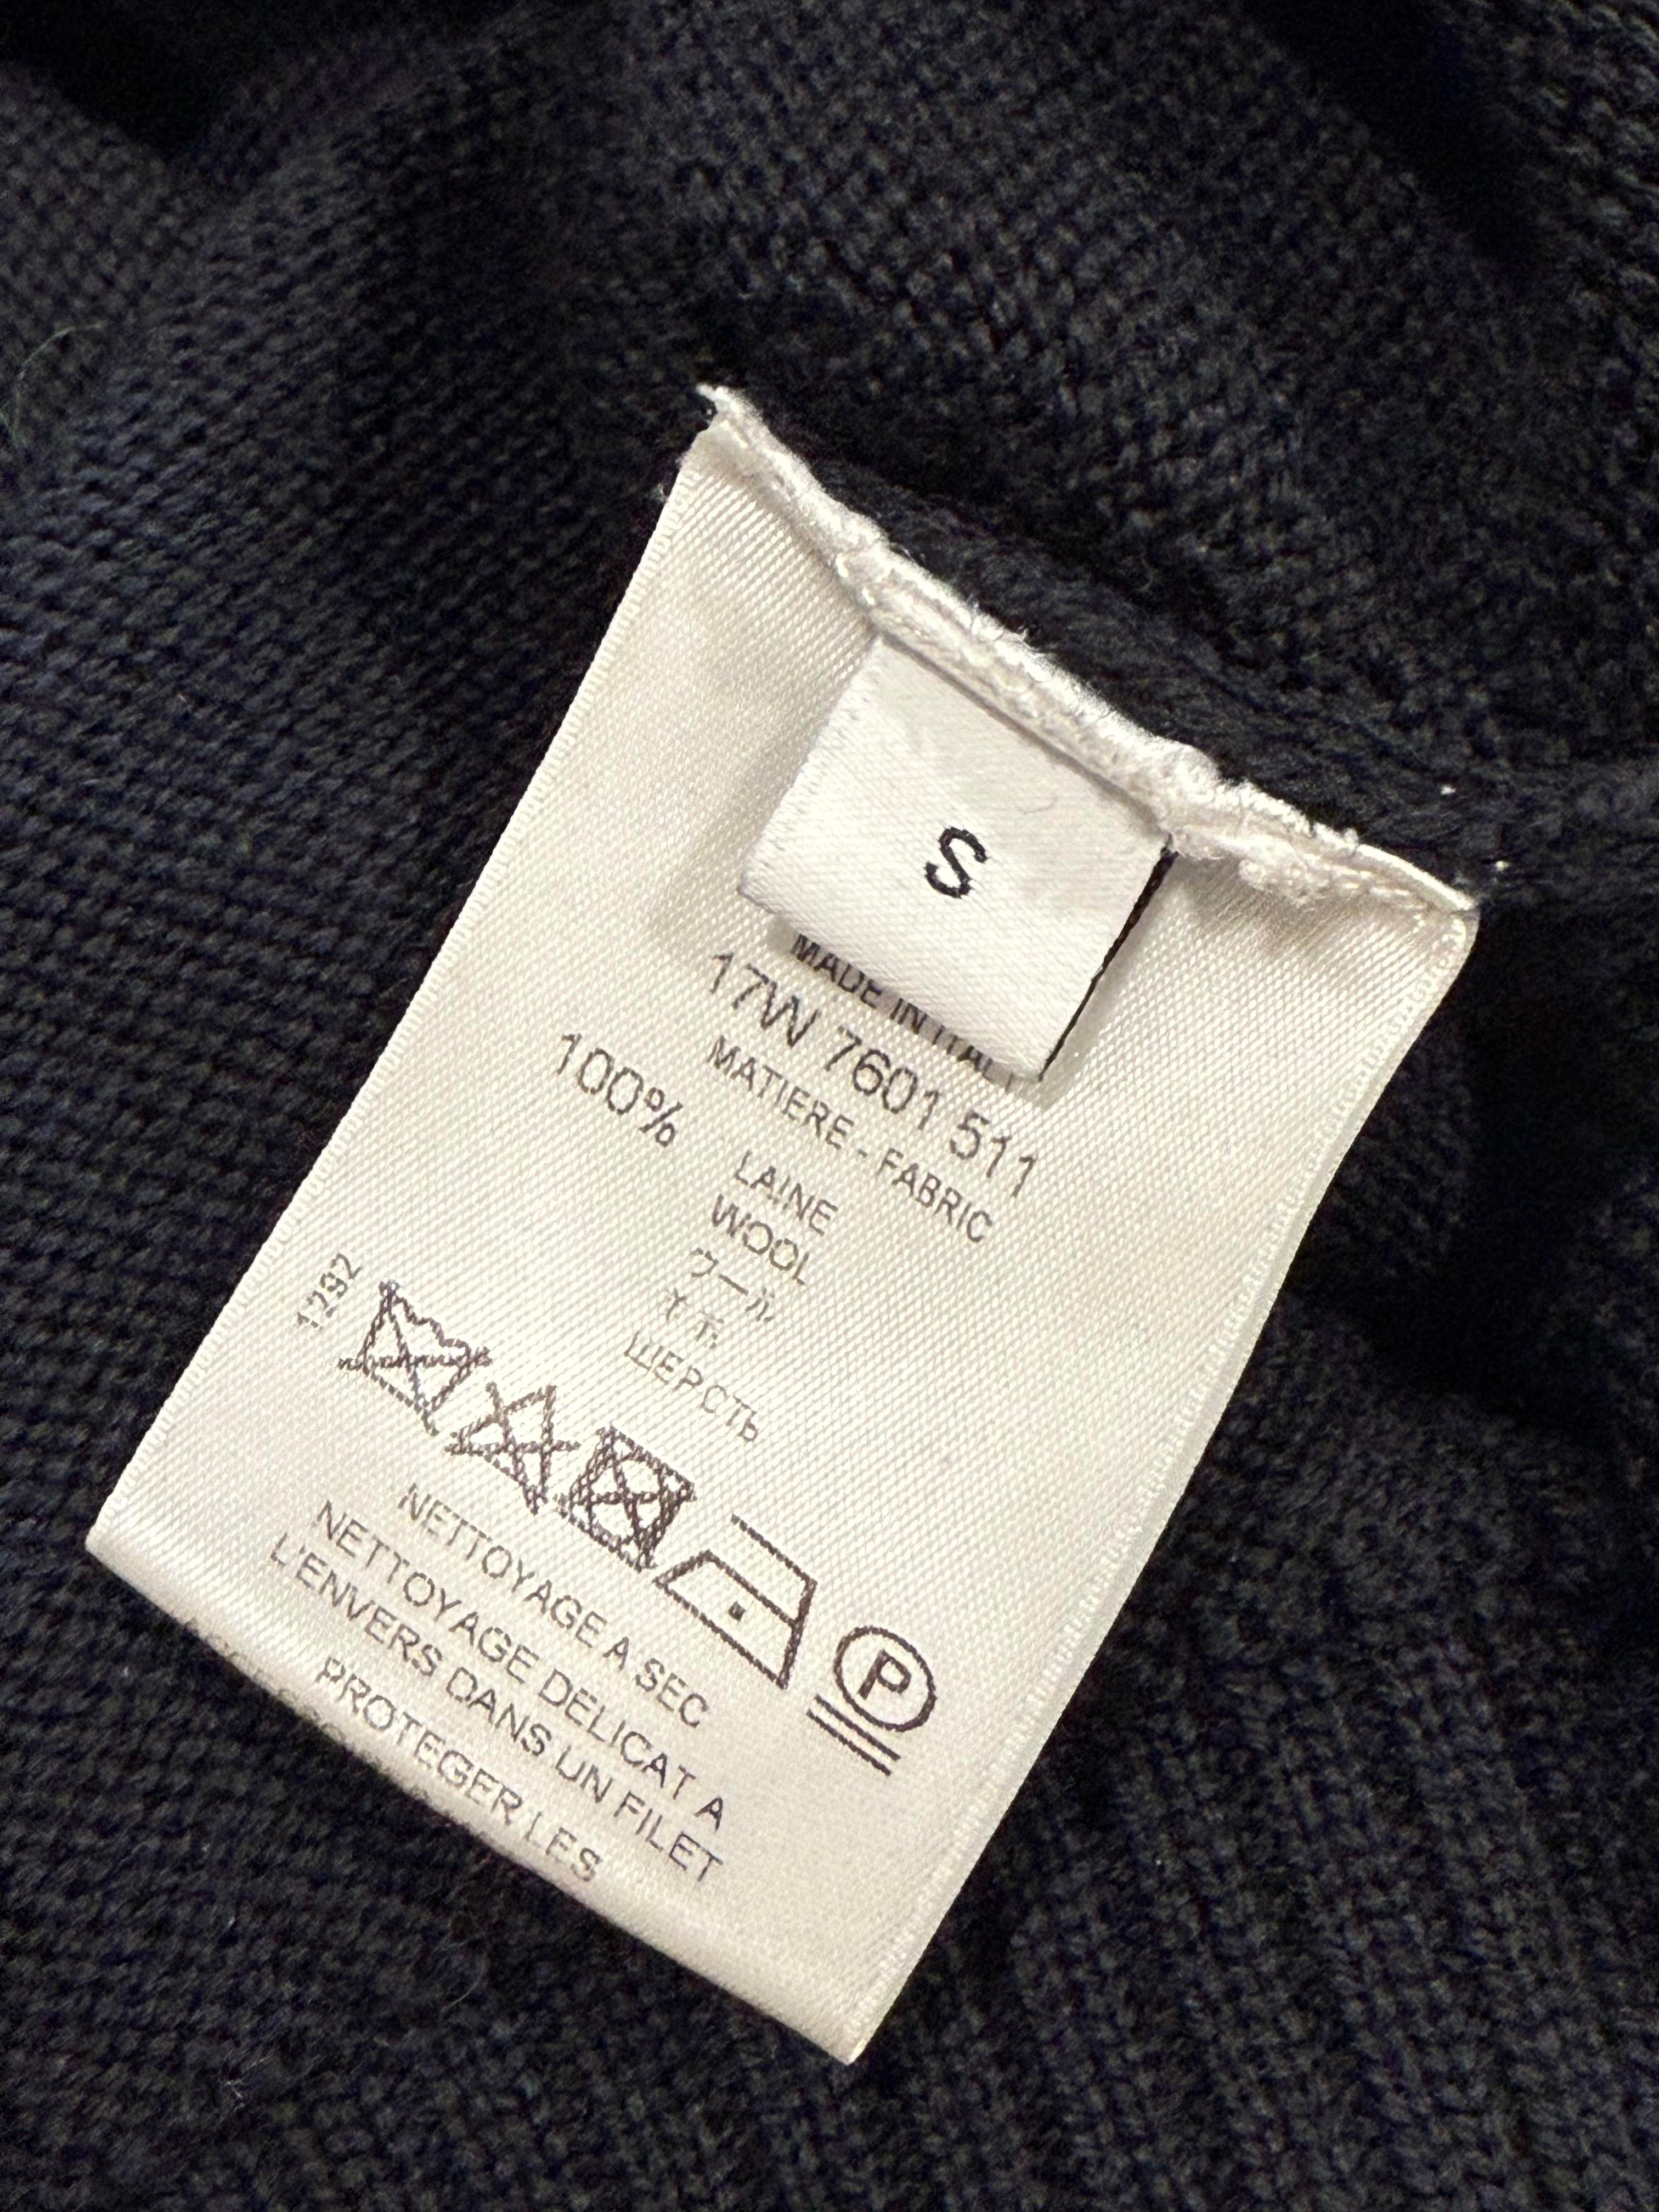 S
MADE IN ITALY
17W 7601 511
MATIERE - FABRIC
100% LAINE
WOOL
ウール
ШЕРСТЬ
1292
P
NETTOYAGE A SEC
NETTOYAGE DELICAT A
L'ENVERS DANS UN FILET
PROTEGER LES